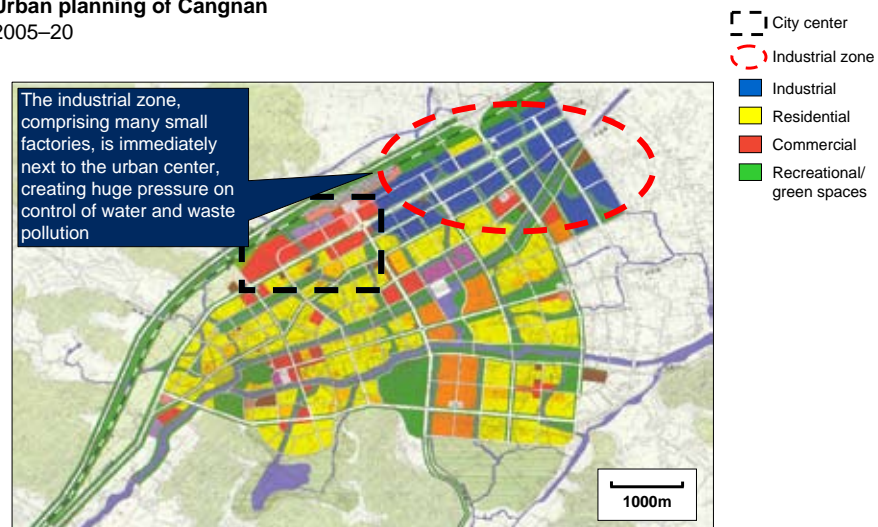 Urban planning of Cangnan
2005–20
City center
Industrial zone
Industrial
Residential
Commercial
Recreational/
green spaces
The industrial zone,
comprising many small
factories, is immediately
next to the urban center,
creating huge pressure on
control of water and waste
pollution
1000m